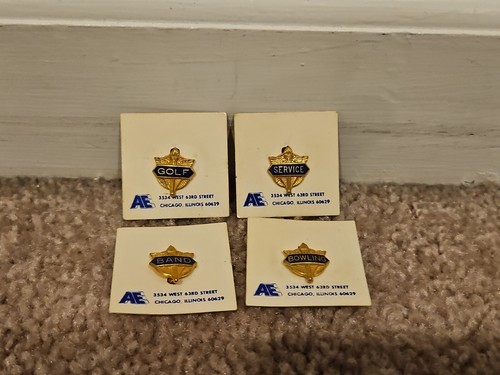 GOLF
AE
3534 WEST 63RD STREET
CHICAGO, ILLINOIS 60629
SERVICE
AE
3534 WEST 63RD STREET
CHICAGO, ILLINOIS 60629
BAND
AE
3534 WEST 63RD STREET
CHICAGO, ILLINOIS 60629
BOWLING
AE
3534 WEST 63RD STREET
CHICAGO, ILLINOIS 60629